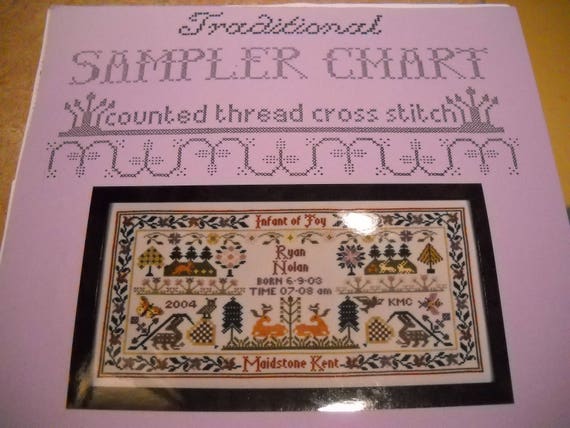 Traditional
SAMPLER CHART
counted thread cross stitch
Infant of Joy
Ryan
Nolan
BORN 6-9-03
TIME 07-08 am
2004
KMC
Maidstone Kent